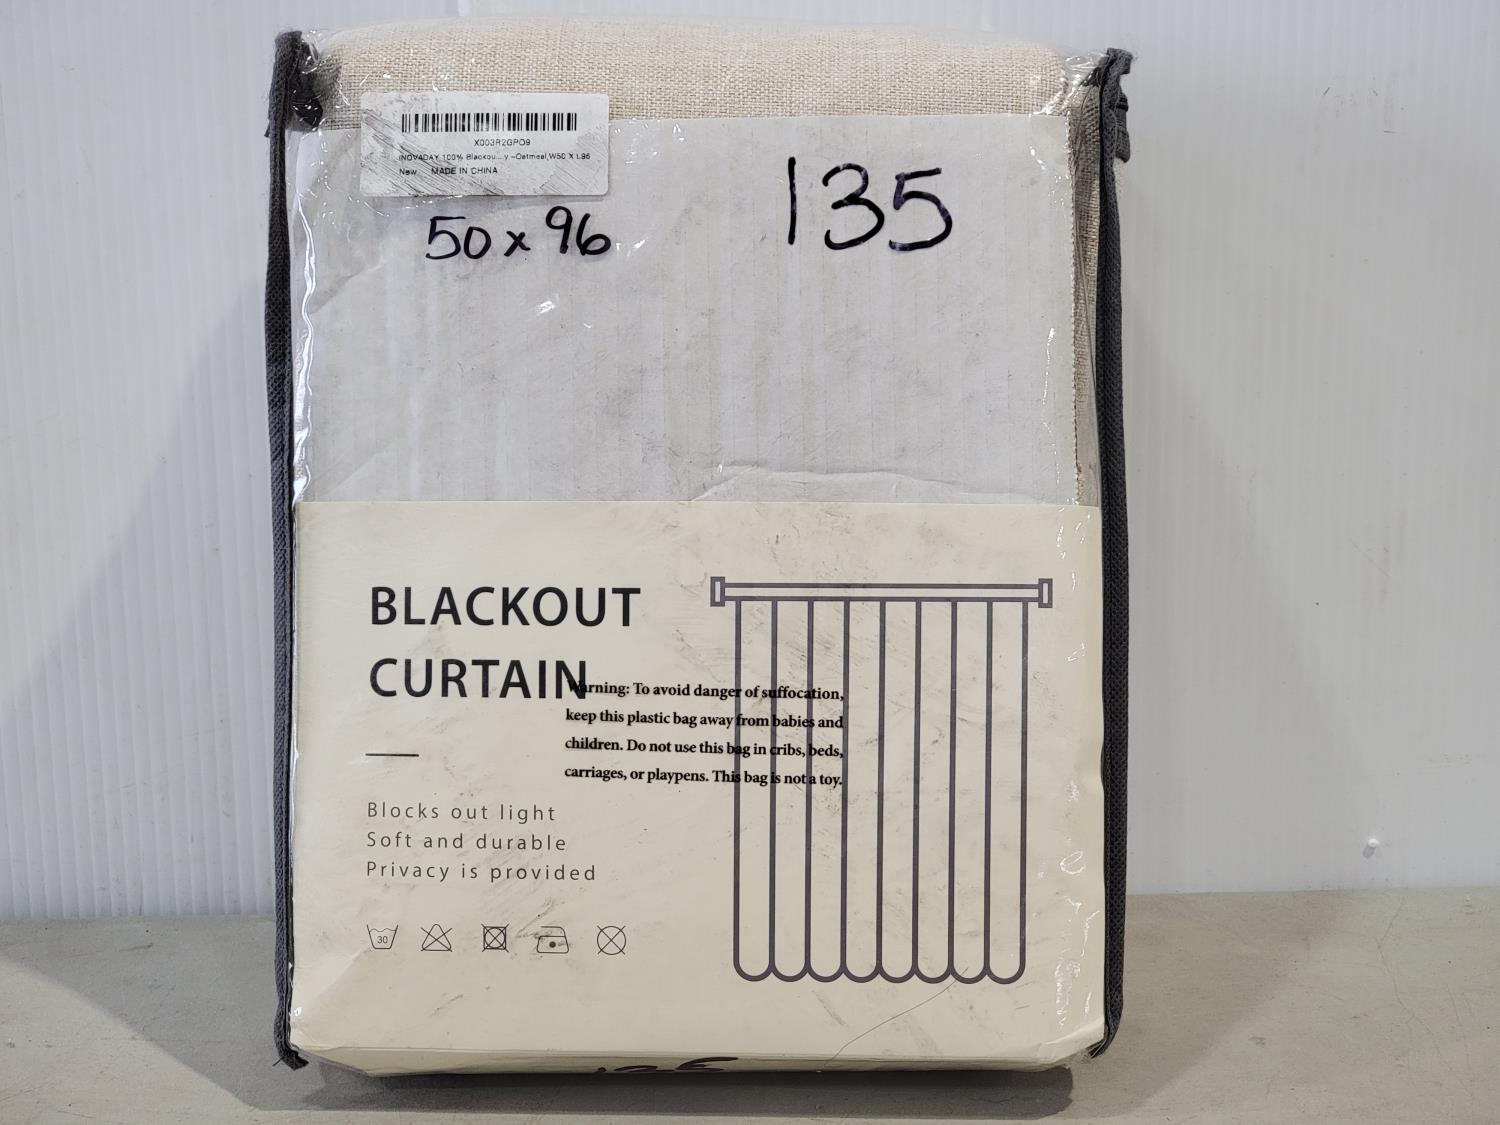 X003R2GPO9
INOVADAY 100% Blackou...y -Oatmeal,W50 X L96
New MADE IN CHINA
50 x 96
135
BLACKOUT
CURTAIN
Warning: To avoid danger of suffocation,
keep this plastic bag away from babies and
children. Do not use this bag in cribs, beds,
carriages, or playpens. This bag is not a toy.
Blocks out light
Soft and durable
Privacy is provided
30